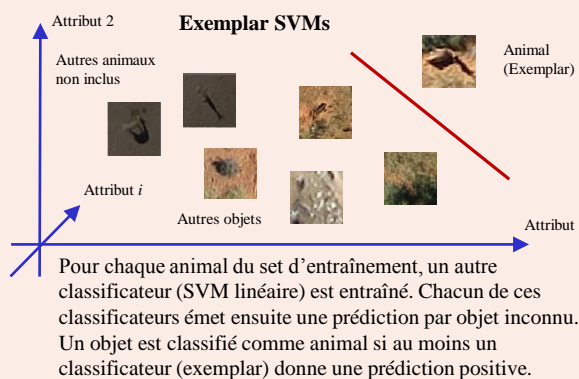 Exemplar SVMs
Attribut 2
Autres animaux
non inclus
Animal
(Exemplar)
Attribut i
Autres objets
Attribut
Pour chaque animal du set d'entraînement, un autre
classificateur (SVM linéaire) est entraîné. Chacun de ces
classificateurs émet ensuite une prédiction par objet inconnu.
Un objet est classifié comme animal si au moins un
classificateur (exemplar) donne une prédiction positive.